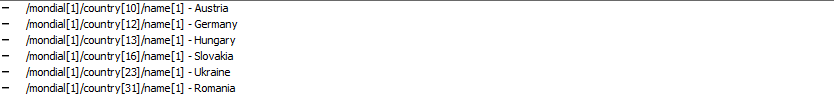 – /mondial[1]/country[10]/name[1] - Austria
– /mondial[1]/country[12]/name[1] - Germany
– /mondial[1]/country[13]/name[1] - Hungary
– /mondial[1]/country[16]/name[1] - Slovakia
– /mondial[1]/country[23]/name[1] - Ukraine
– /mondial[1]/country[31]/name[1] - Romania